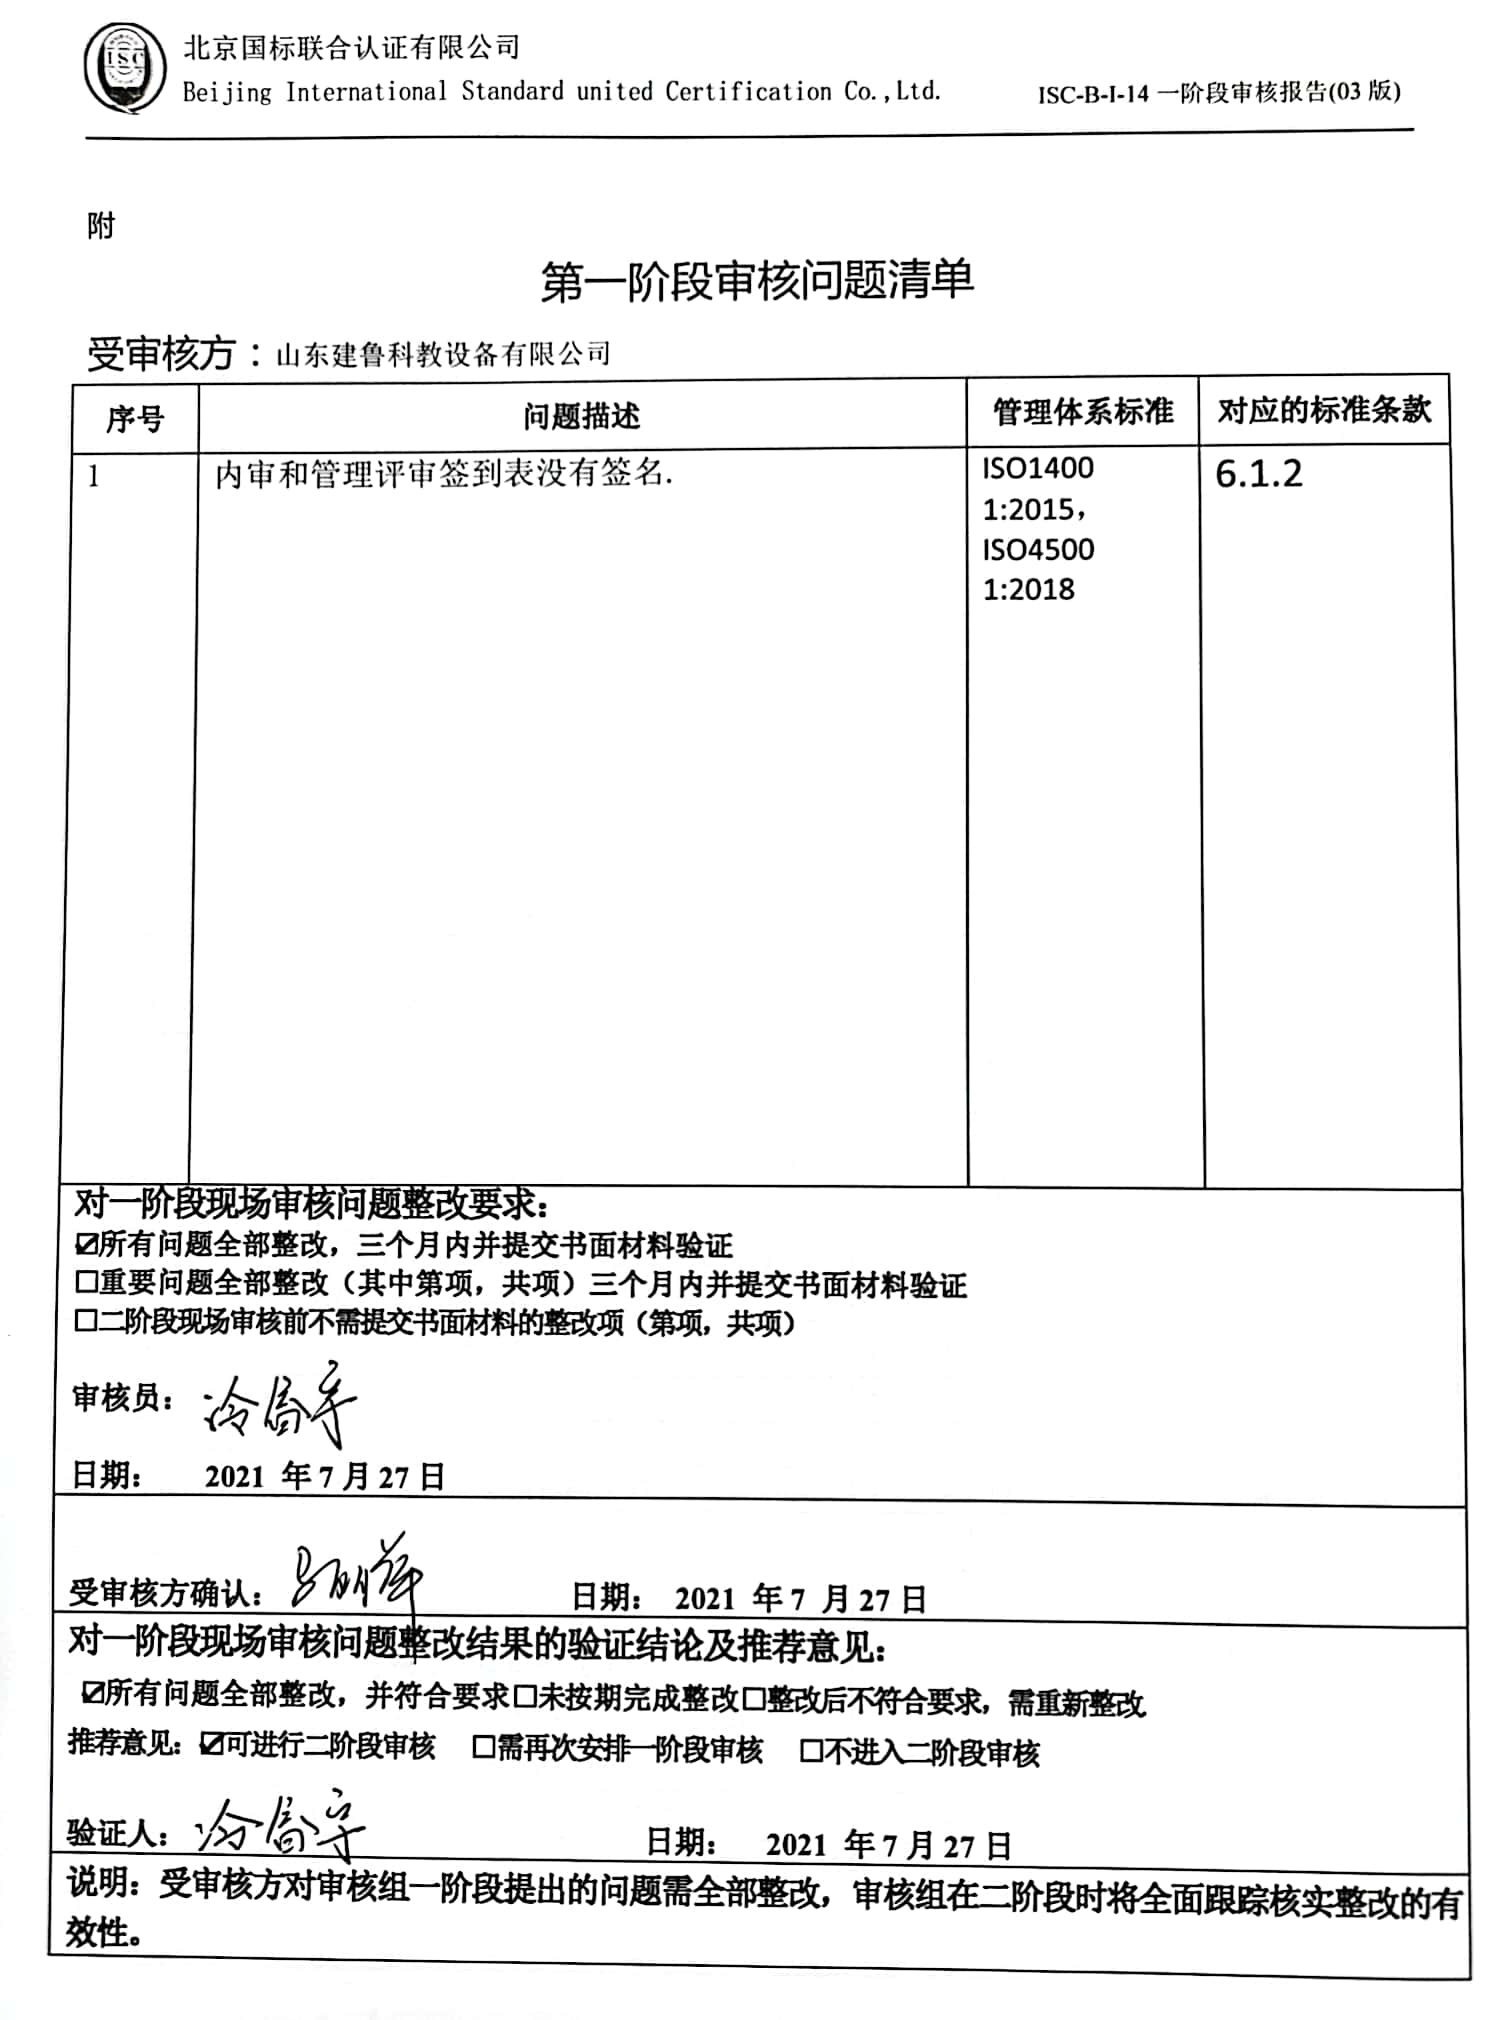 ISC
北京国标联合认证有限公司
Beijing International Standard united Certification Co.,Ltd.
ISC-B-I-14 一阶段审核报告(03 版)
附
第一阶段审核问题清单
受审核方：山东建鲁科教设备有限公司
序号 问题描述 管理体系标准 对应的标准条款
1 内审和管理评审签到表没有签名. ISO1400 6.1.2
1:2015，
ISO4500
1:2018
对一阶段现场审核问题整改要求：
☑所有问题全部整改，三个月内并提交书面材料验证
☐重要问题全部整改（其中第项，共项）三个月内并提交书面材料验证
☐二阶段现场审核前不需提交书面材料的整改项（第项，共项）
审核员：
日期： 2021 年 7 月 27 日
受审核方确认： 日期： 2021 年 7 月 27 日
对一阶段现场审核问题整改结果的验证结论及推荐意见：
☑所有问题全部整改，并符合要求☐未按期完成整改☐整改后不符合要求，需重新整改
推荐意见：☑可进行二阶段审核 ☐需再次安排一阶段审核 ☐不进入二阶段审核
验证人： 日期： 2021 年 7 月 27 日
说明：受审核方对审核组一阶段提出的问题需全部整改，审核组在二阶段时将全面跟踪核实整改的有
效性。